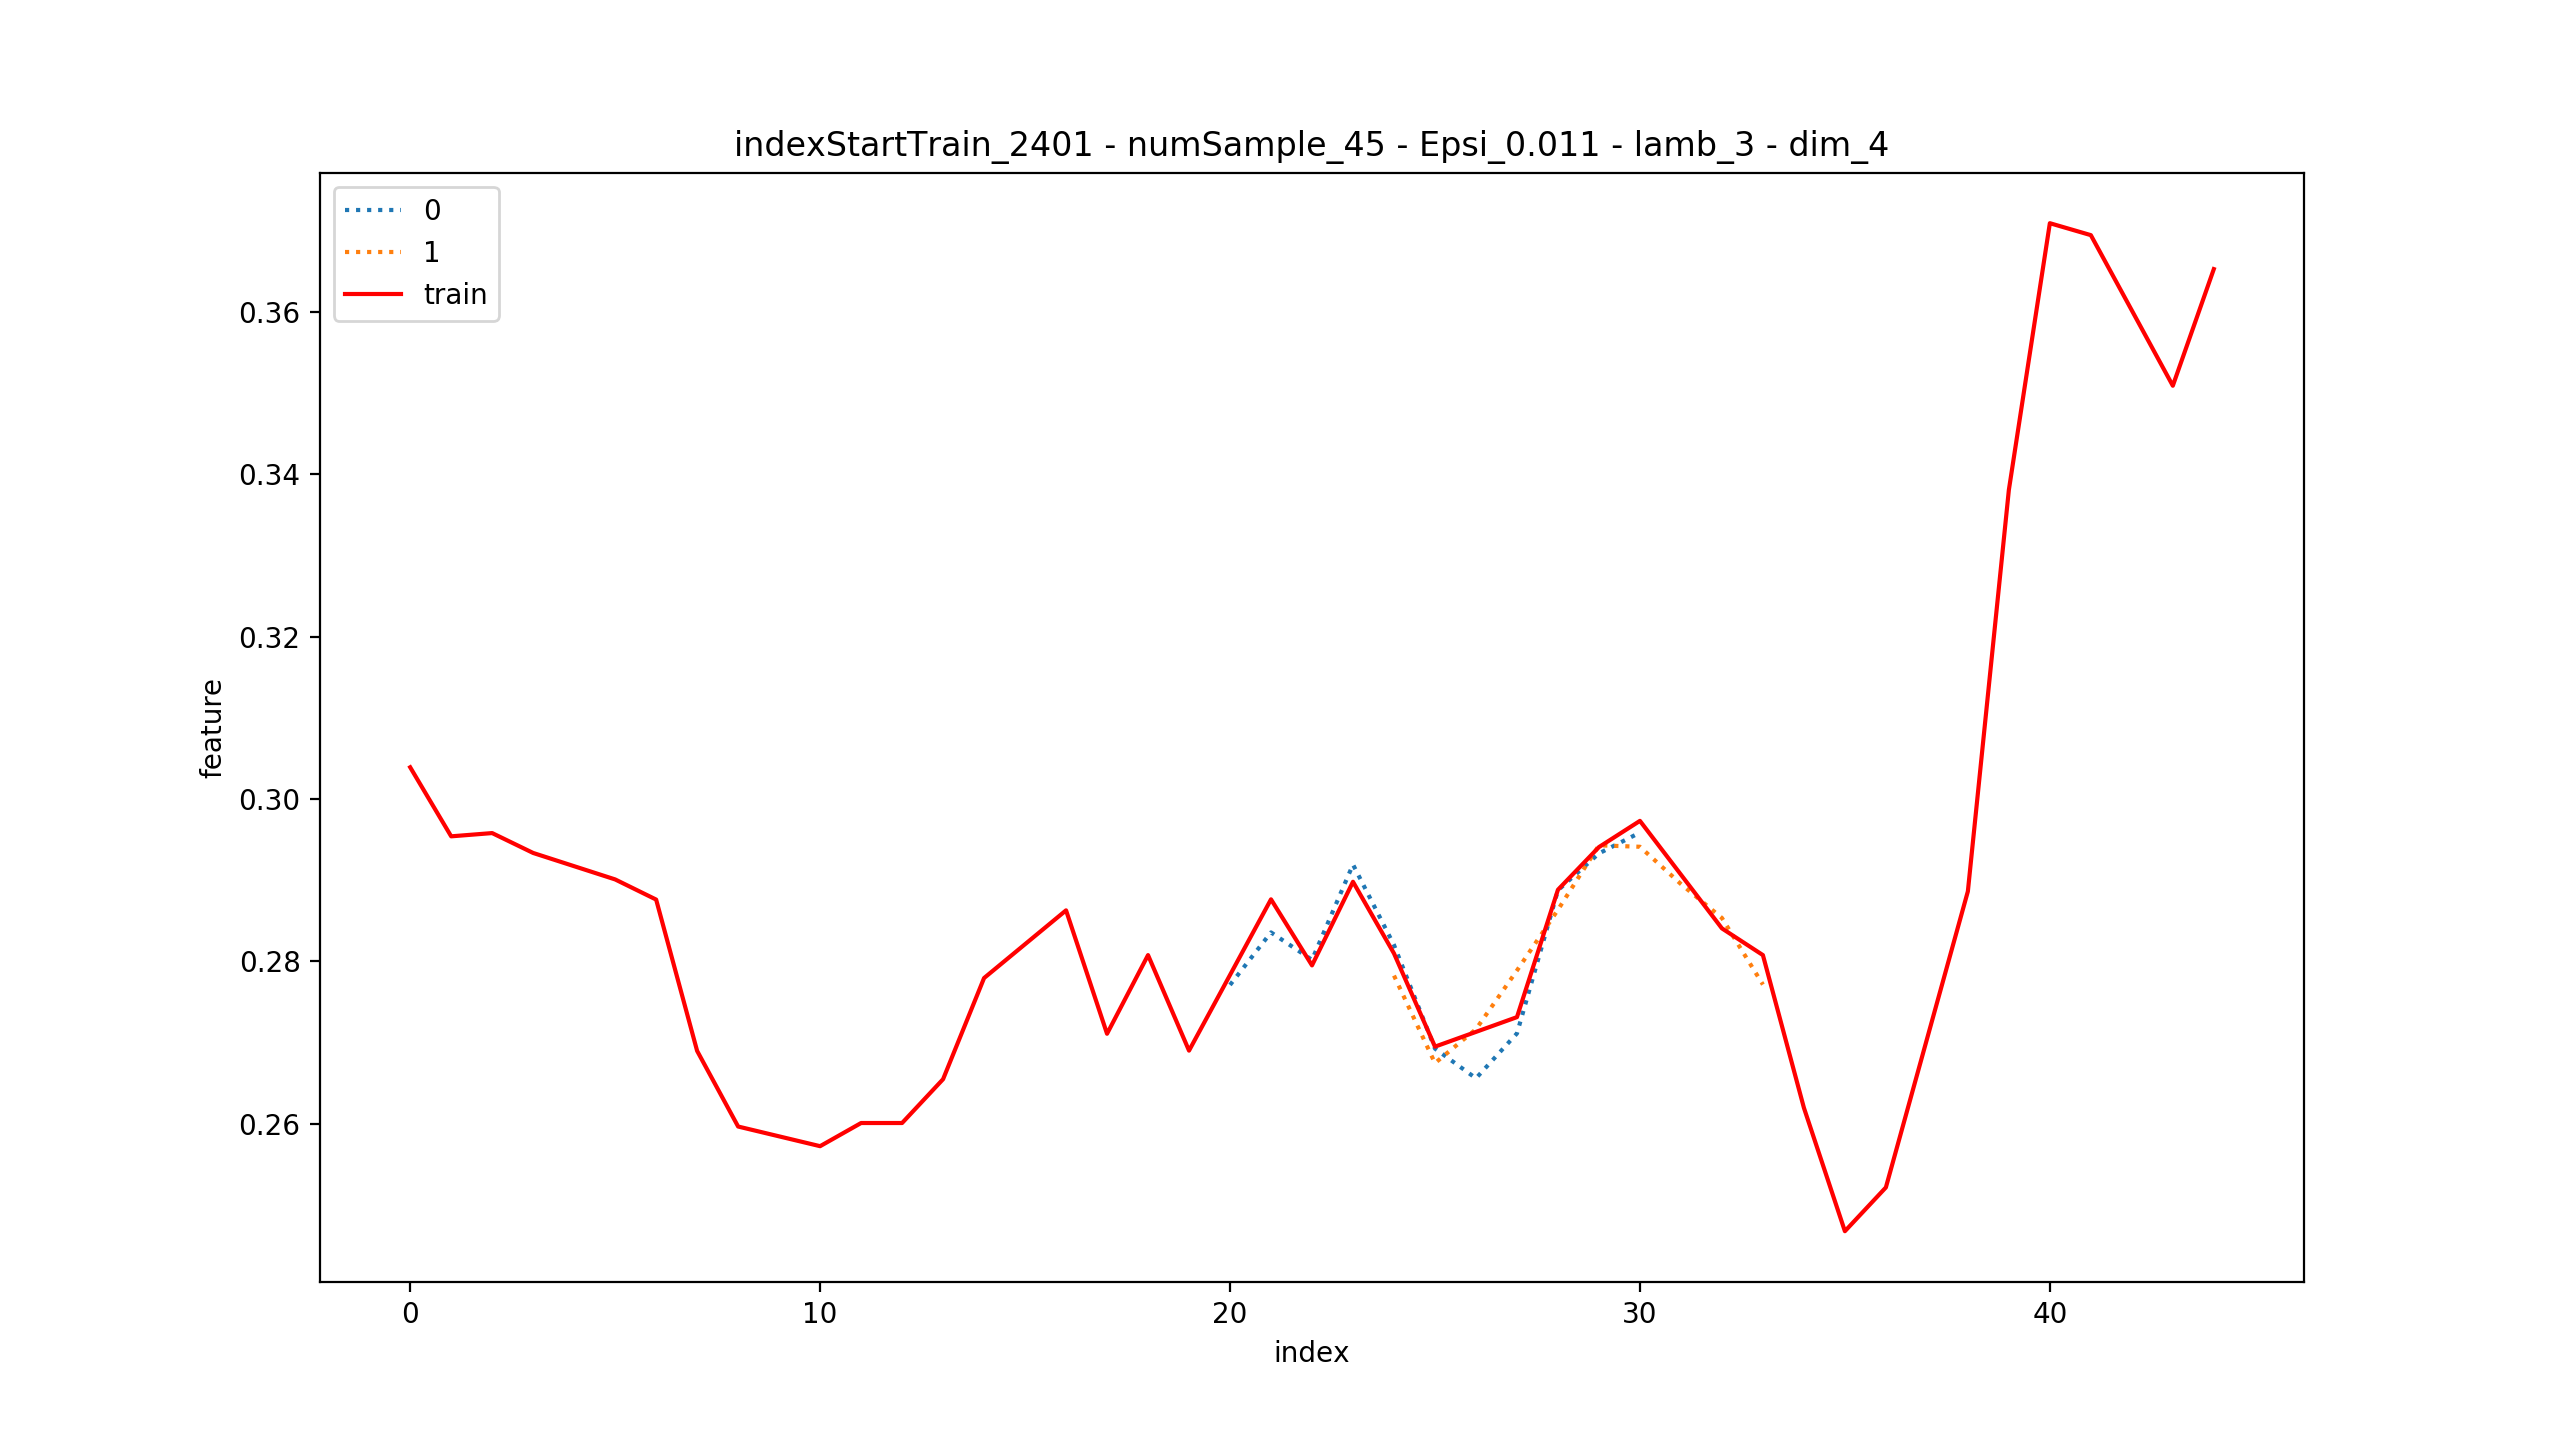 indexStartTrain_2401 - numSample_45 - Epsi_0.011 - lamb_3 - dim_4
0
1
train
0.36
0.34
0.32
0.30
0.28
0.26
feature
0 10 20 30 40
index